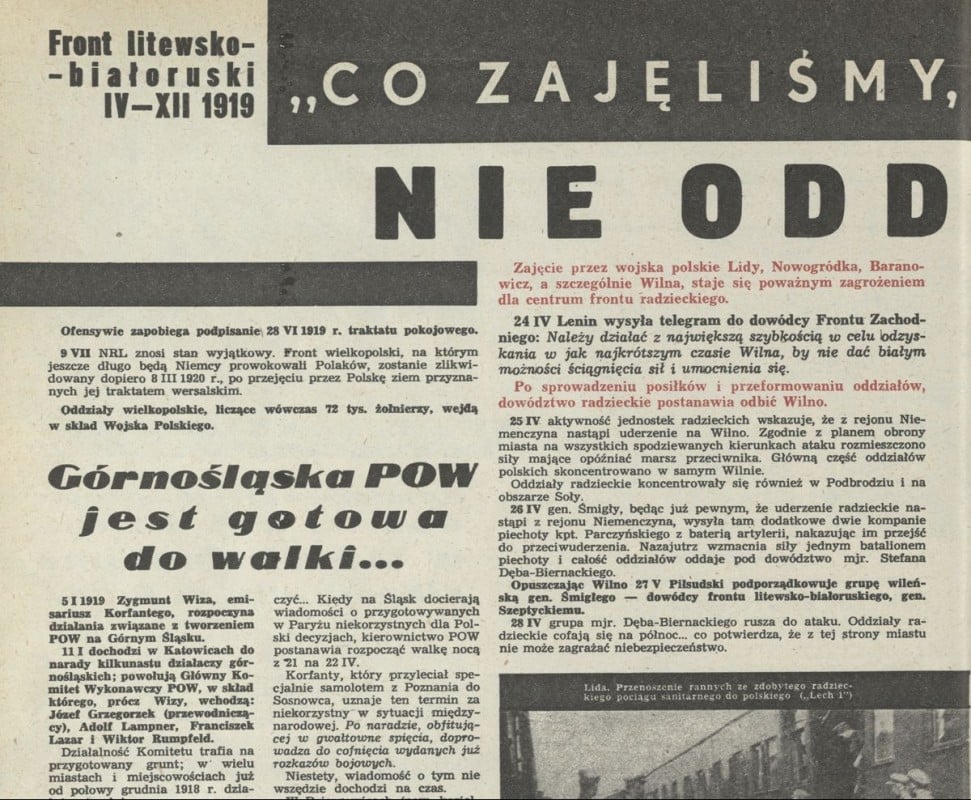 Front litewsko-
-białoruski
IV—XII 1919
„CO ZAJĘLIŚMY,
NIE ODD
Ofensywie zapobiega podpisanie 28 VI 1919 r. traktatu pokojowego.
9 VII NRL znosi stan wyjątkowy. Front wielkopolski, na którym
jeszcze długo będą Niemcy prowokowali Polaków, zostanie zlikwi-
dowany dopiero 8 III 1920 r., po przejęciu przez Polskę ziem przyzna-
nych jej traktatem wersalskim.
Oddziały wielkopolskie, liczące wówczas 72 tys. żołnierzy, wejdą
w skład Wojska Polskiego.
Górnośląska POW
jest gotowa
do walki...
5 I 1919 Zygmunt Wiza, emi-
sariusz Korfantego, rozpoczyna
działania związane z tworzeniem
POW na Górnym Śląsku.
11 I dochodzi w Katowicach do
narady kilkunastu działaczy gór-
nośląskich; powołują Główny Ko-
mitet Wykonawczy POW, w skład
którego, prócz Wizy, wchodzą:
Józef Grzegorzek (przewodniczą-
cy), Adolf Lampner, Franciszek
Lazar i Wiktor Rumpfeld.
Działalność Komitetu trafia na
przygotowany grunt; w wielu
miastach i miejscowościach już
od połowy grudnia 1918 r. dzia-
czyć... Kiedy na Śląsk docierają
wiadomości o przygotowywanych
w Paryżu niekorzystnych dla Pol-
ski decyzjach, kierownictwo POW
postanawia rozpocząć walkę nocą
z 21 na 22 IV.
Korfanty, który przyleciał spe-
cjalnie samolotem z Poznania do
Sosnowca, uznaje ten termin za
niekorzystny w sytuacji między-
narodowej. Po naradzie, obfitują-
cej w gwałtowne spięcia, dopro-
wadza do cofnięcia wydanych już
rozkazów bojowych.
Niestety, wiadomość o tym nie
wszędzie dochodzi na czas.
Zajęcie przez wojska polskie Lidy, Nowogródka, Barano-
wicz, a szczególnie Wilna, staje się poważnym zagrożeniem
dla centrum frontu radzieckiego.
24 IV Lenin wysyła telegram do dowódcy Frontu Zachod-
niego: Należy działać z największą szybkością w celu odzys-
kania w jak najkrótszym czasie Wilna, by nie dać białym
możności ściągnięcia sił i umocnienia się.
Po sprowadzeniu posiłków i przeformowaniu oddziałów,
dowództwo radzieckie postanawia odbić Wilno.
25 IV aktywność jednostek radzieckich wskazuje, że z rejonu Nie-
menczyna nastąpi uderzenie na Wilno. Zgodnie z planem obrony
miasta na wszystkich spodziewanych kierunkach ataku rozmieszczono
siły mające opóźniać marsz przeciwnika. Główną część oddziałów
polskich skoncentrowano w samym Wilnie.
Oddziały radzieckie koncentrowały się również w Podbrodziu i na
obszarze Soły.
26 IV gen. Śmigły, będąc już pewnym, że uderzenie radzieckie na-
stąpi z rejonu Niemenczyna, wysyła tam dodatkowe dwie kompanie
piechoty kpt. Parczyńskiego z baterią artylerii, nakazując im przejść
do przeciwuderzenia. Nazajutrz wzmacnia siły jednym batalionem
piechoty i całość oddziałów oddaje pod dowództwo mjr. Stefana
Dęba-Biernackiego.
Opuszczając Wilno 27 V Piłsudski podporządkowuje grupę wileń-
ską gen. Śmigłego — dowódcy frontu litewsko-białoruskiego, gen.
Szeptyckiemu.
28 IV grupa mjr. Dęba-Biernackiego rusza do ataku. Oddziały ra-
dzieckie cofają się na północ... co potwierdza, że z tej strony miastu
nie może zagrażać niebezpieczeństwo.
Lida. Przenoszenie rannych ze zdobytego radziec-
kiego pociągu sanitarnego do polskiego („Lech 1”)